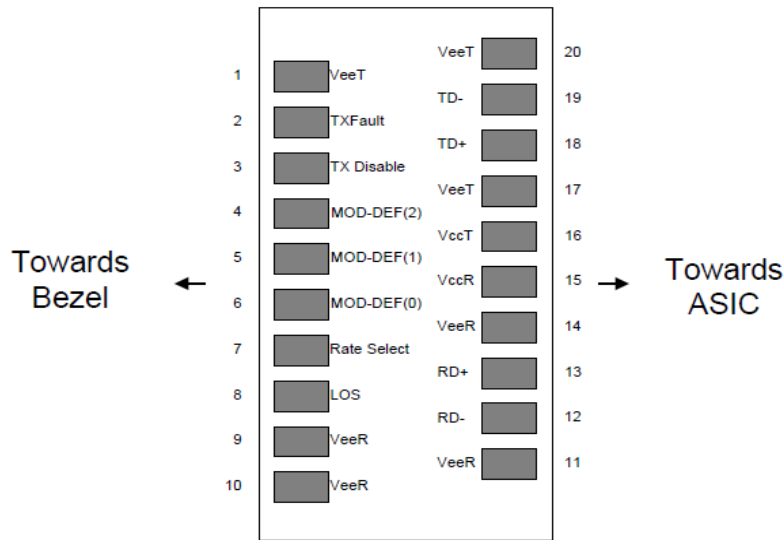 VeeT 20
1 VeeT
TD- 19
2 TXFault
TD+ 18
3 TX Disable
VeeT 17
4 MOD-DEF(2)
VccT 16
5 MOD-DEF(1)
Towards
Bezel
VccR 15
Towards
ASIC
6 MOD-DEF(0)
VeeR 14
7 Rate Select
RD+ 13
8 LOS
RD- 12
9 VeeR
VeeR 11
10 VeeR